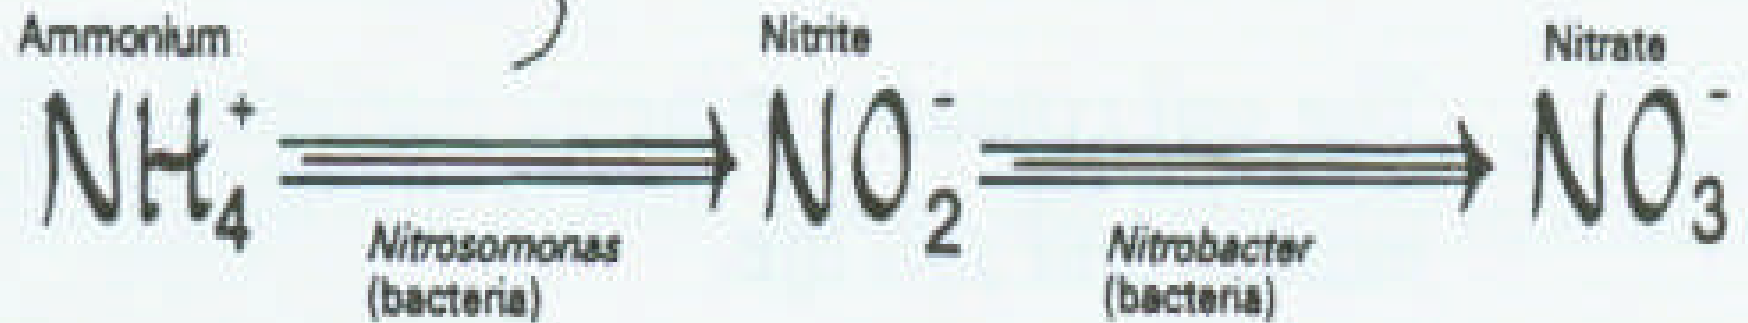 Ammonium Nitrite Nitrate
NH4+ NO2- NO3-
Nitrosomonas Nitrobacter
(bacteria) (bacteria)